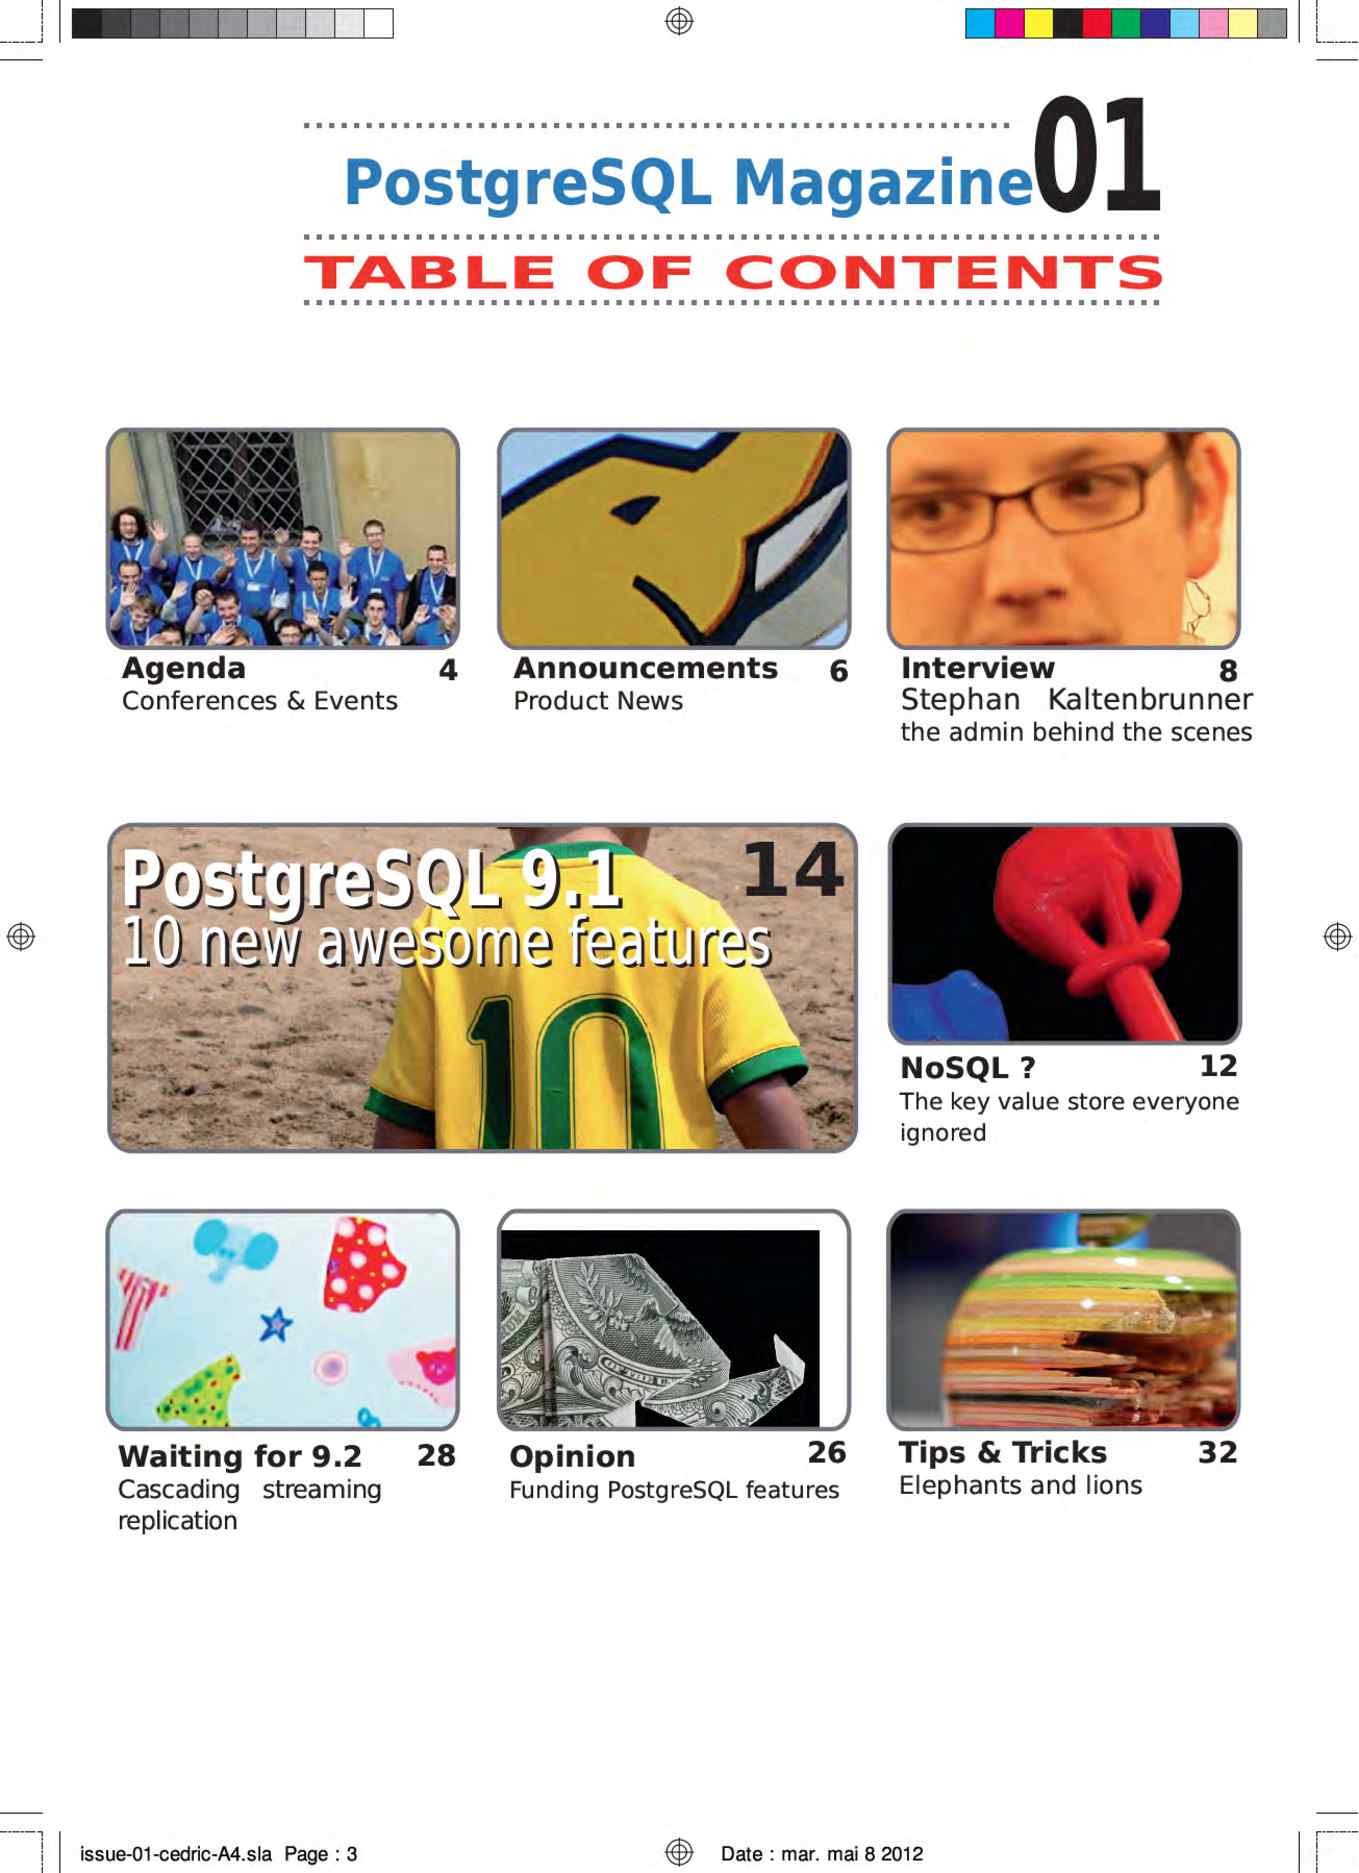 PostgreSQL Magazine 01
TABLE OF CONTENTS
Agenda 4
Conferences & Events
Announcements 6
Product News
Interview 8
Stephan Kaltenbrunner
the admin behind the scenes
PostgreSQL 9.1 14
10 new awesome features
10
NoSQL ? 12
The key value store everyone
ignored
Waiting for 9.2 28
Cascading streaming
replication
Opinion 26
Funding PostgreSQL features
Tips & Tricks 32
Elephants and lions
issue-01-cedric-A4.sla Page : 3
Date : mar. mai 8 2012